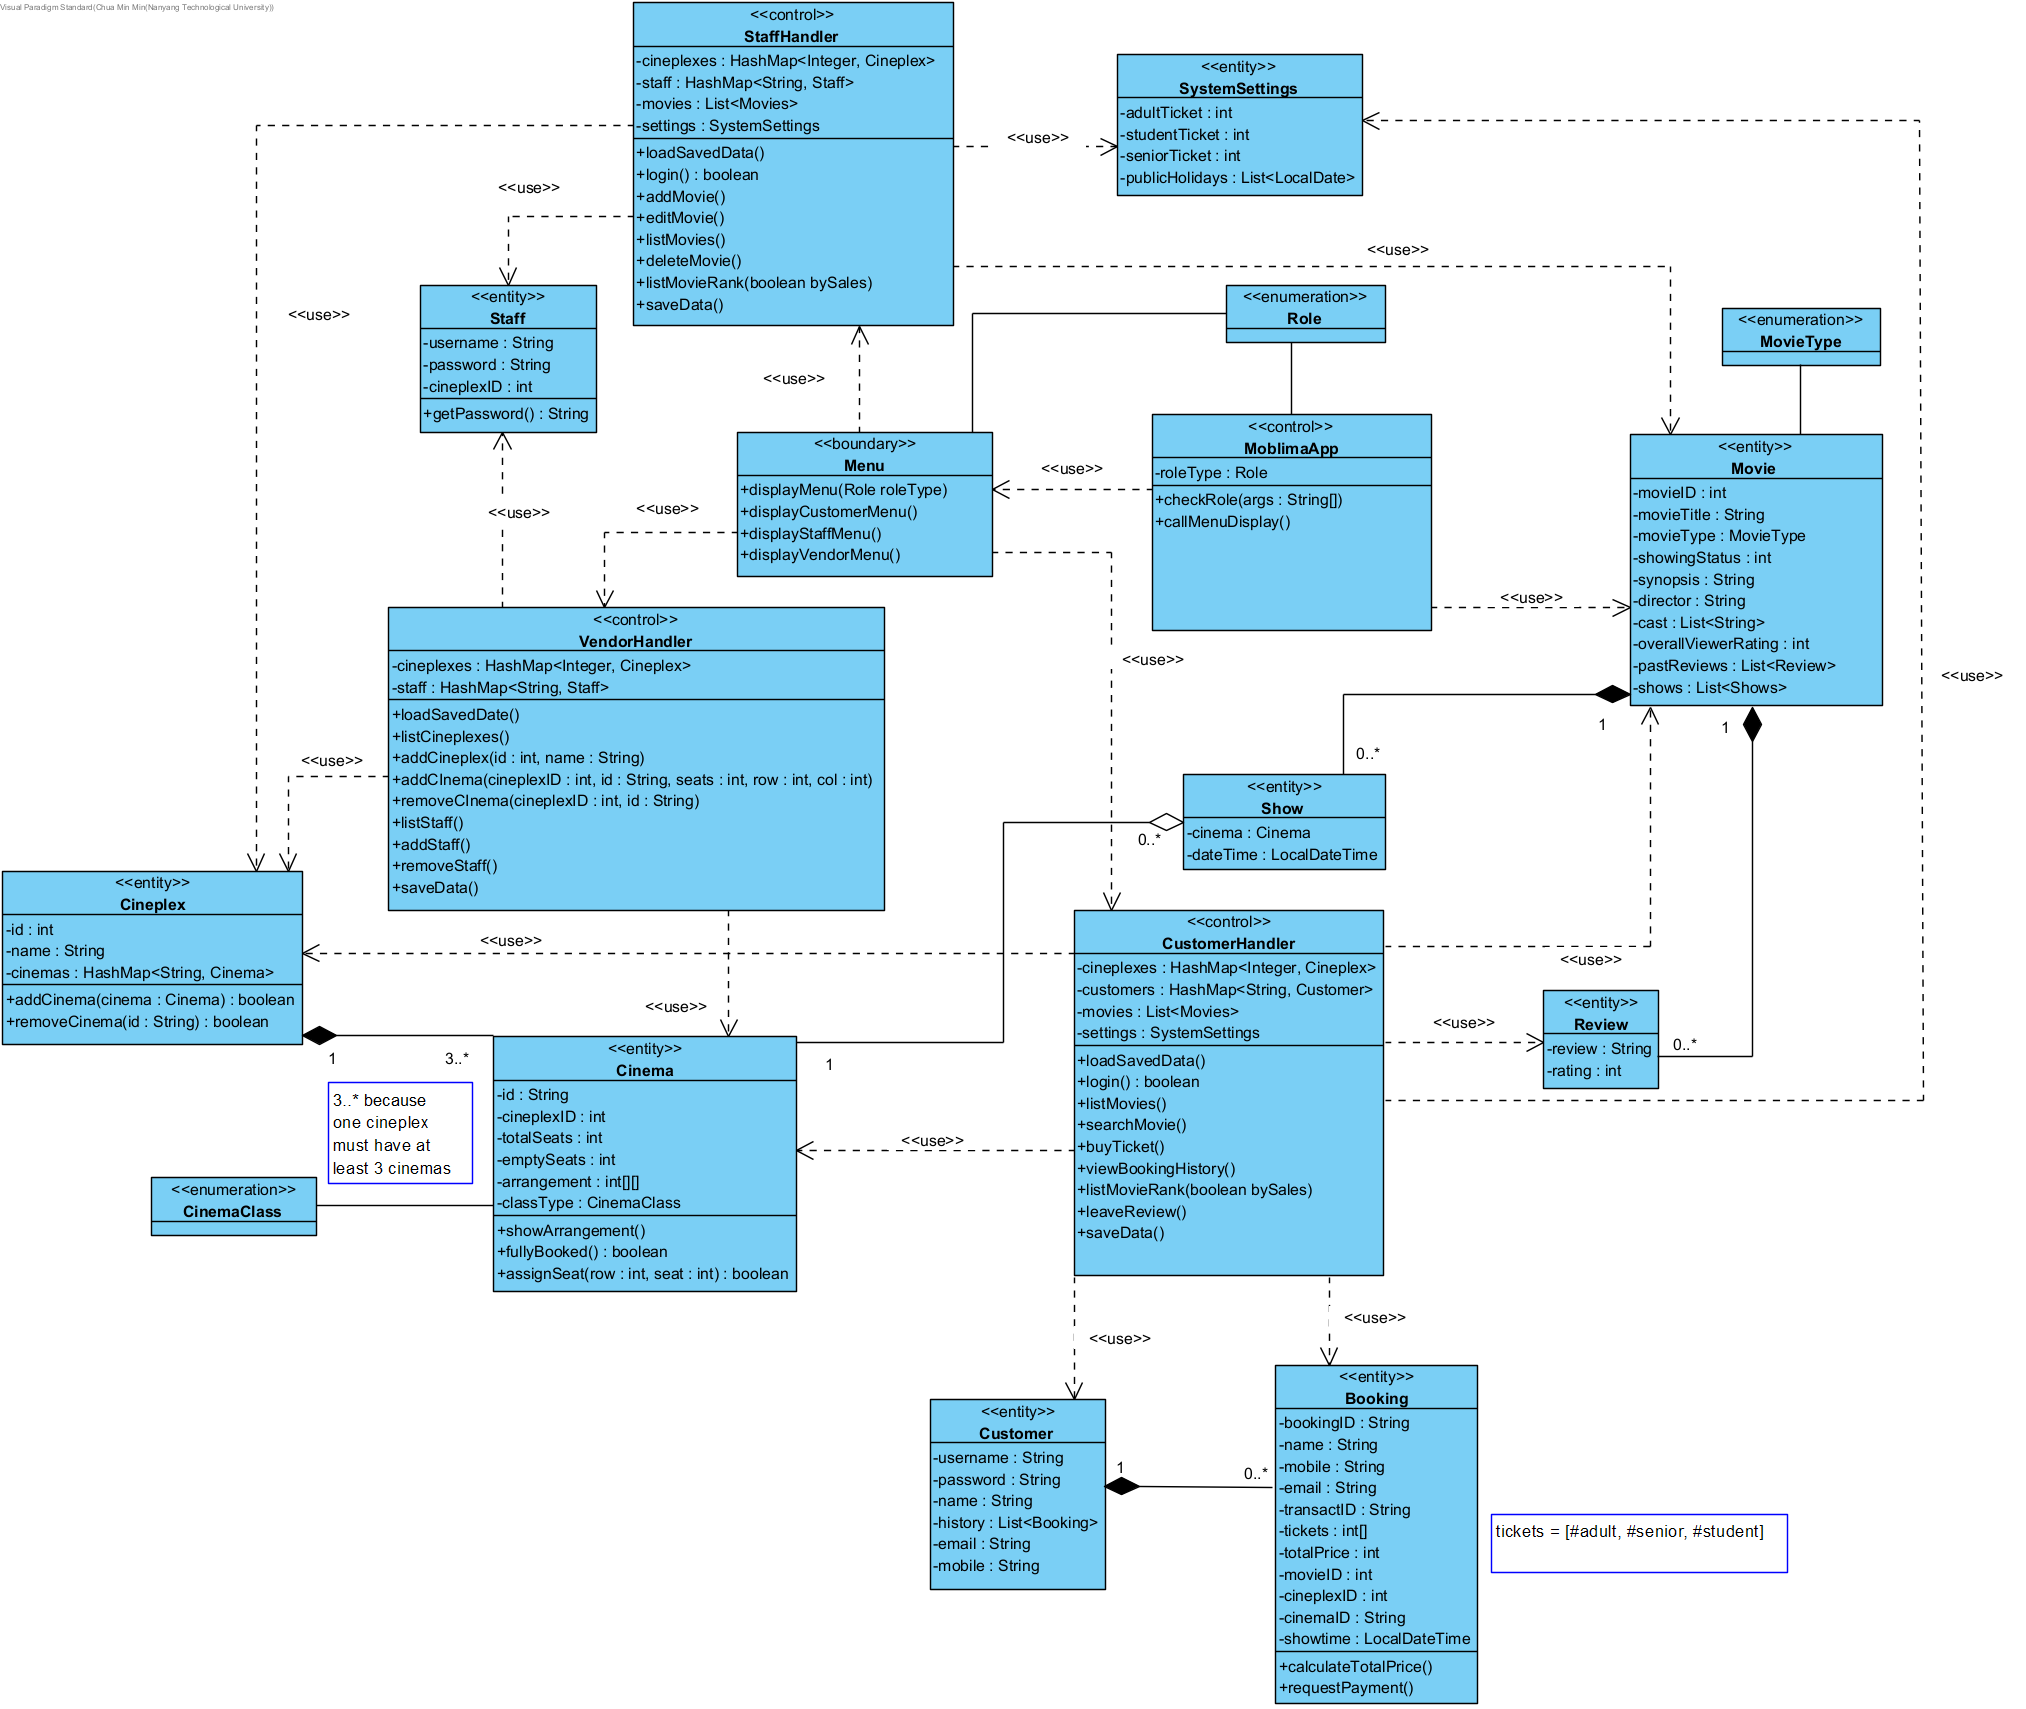 Visual Paradigm Standard(Chua Min Min(Nanyang Technological University))
<<control>>
StaffHandler
-cineplexes : HashMap<Integer, Cineplex>
-staff : HashMap<String, Staff>
-movies : List<Movies>
-settings : SystemSettings
+loadSavedData()
+login() : boolean
+addMovie()
+editMovie()
+listMovies()
+deleteMovie()
+listMovieRank(boolean bySales)
+saveData()
<<entity>>
SystemSettings
-adultTicket : int
-studentTicket : int
-seniorTicket : int
-publicHolidays : List<LocalDate>
<<use>>
<<use>>
<<use>>
<<use>>
<<entity>>
Staff
-username : String
-password : String
-cineplexID : int
+getPassword() : String
<<enumeration>>
Role
<<enumeration>>
MovieType
<<use>>
<<boundary>>
Menu
+displayMenu(Role roleType)
+displayCustomerMenu()
+displayStaffMenu()
+displayVendorMenu()
<<use>>
<<control>>
MoblimaApp
-roleType : Role
+checkRole(args : String[])
+callMenuDisplay()
<<entity>>
Movie
-movieID : int
-movieTitle : String
-movieType : MovieType
-showingStatus : int
-synopsis : String
-director : String
-cast : List<String>
-overallViewerRating : int
-pastReviews : List<Review>
-shows : List<Shows>
<<use>>
<<use>>
<<use>>
<<use>>
<<use>>
<<control>>
VendorHandler
-cineplexes : HashMap<Integer, Cineplex>
-staff : HashMap<String, Staff>
+loadSavedDate()
+listCineplexes()
+addCineplex(id : int, name : String)
+addCInema(cineplexID : int, id : String, seats : int, row : int, col : int)
+removeCInema(cineplexID : int, id : String)
+listStaff()
+addStaff()
+removeStaff()
+saveData()
<<use>>
1
1
0..*
<<entity>>
Show
-cinema : Cinema
-dateTime : LocalDateTime
0..*
<<entity>>
Cineplex
-id : int
-name : String
-cinemas : HashMap<String, Cinema>
+addCinema(cinema : Cinema) : boolean
+removeCinema(id : String) : boolean
<<use>>
<<control>>
CustomerHandler
-cineplexes : HashMap<Integer, Cineplex>
-customers : HashMap<String, Customer>
-movies : List<Movies>
-settings : SystemSettings
+loadSavedData()
+login() : boolean
+listMovies()
+searchMovie()
+buyTicket()
+viewBookingHistory()
+listMovieRank(boolean bySales)
+leaveReview()
+saveData()
<<use>>
<<use>>
<<use>>
<<entity>>
Review
-review : String
-rating : int
0..*
1
3..*
3..* because
one cineplex
must have at
least 3 cinemas
<<entity>>
Cinema
-id : String
-cineplexID : int
-totalSeats : int
-emptySeats : int
-arrangement : int[][]
-classType : CinemaClass
+showArrangement()
+fullyBooked() : boolean
+assignSeat(row : int, seat : int) : boolean
1
<<use>>
<<enumeration>>
CinemaClass
<<use>>
<<use>>
<<entity>>
Customer
-username : String
-password : String
-name : String
-history : List<Booking>
-email : String
-mobile : String
1
0..*
<<entity>>
Booking
-bookingID : String
-name : String
-mobile : String
-email : String
-transactID : String
-tickets : int[]
-totalPrice : int
-movieID : int
-cineplexID : int
-cinemaID : String
-showtime : LocalDateTime
+calculateTotalPrice()
+requestPayment()
tickets = [#adult, #senior, #student]